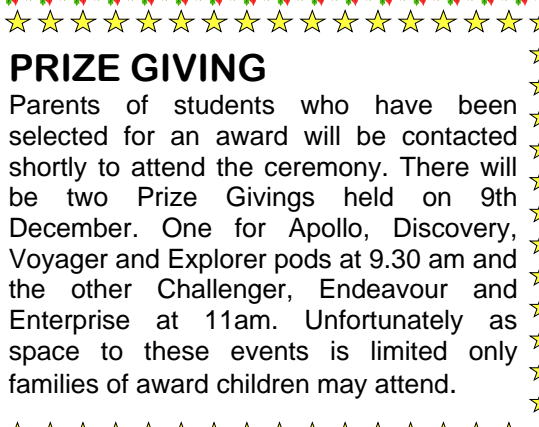 PRIZE GIVING
Parents of students who have been
selected for an award will be contacted
shortly to attend the ceremony. There will
be two Prize Givings held on 9th
December. One for Apollo, Discovery,
Voyager and Explorer pods at 9.30 am and
the other Challenger, Endeavour and
Enterprise at 11am. Unfortunately as
space to these events is limited only
families of award children may attend.